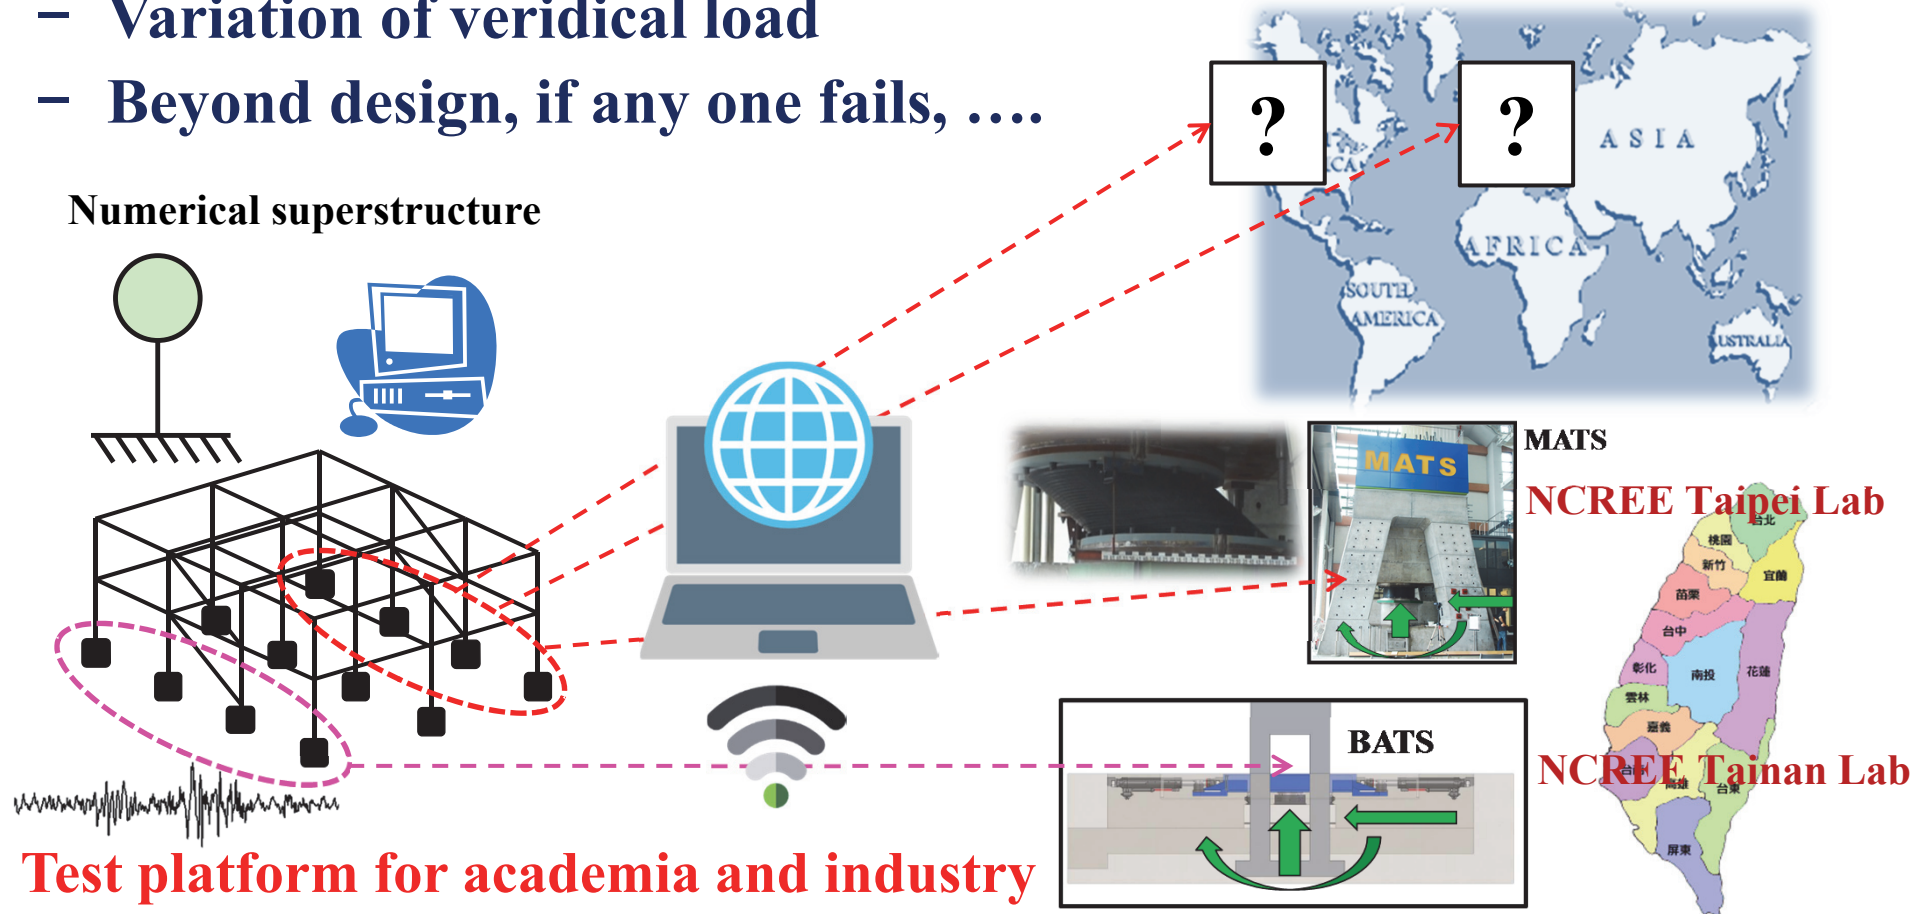 − Variation of veridical load
− Beyond design, if any one fails, ….
Numerical superstructure
?
?
ASIA
AFRICA
SOUTH
AMERICA
MATS
MATS
NCREE Taipei Lab
台北
桃園
新竹
宜蘭
苗栗
台中
彰化
南投
花蓮
雲林
嘉義
BATS
NCREE Tainan Lab
高雄
台東
屏東
Test platform for academia and industry